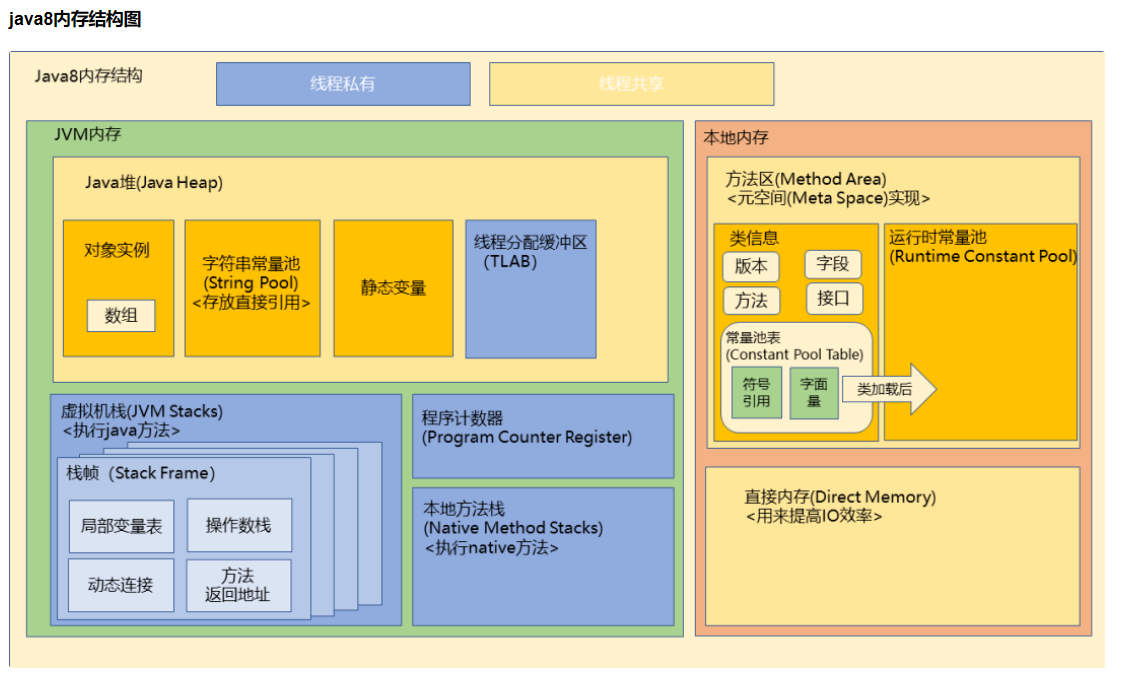 java8内存结构图
Java8内存结构
线程私有
线程共享
JVM内存
Java堆(Java Heap)
对象实例
数组
字符串常量池
(String Pool)
<存放直接引用>
静态变量
线程分配缓冲区
（TLAB）
虚拟机栈(JVM Stacks)
<执行java方法>
栈帧（Stack Frame）
局部变量表
操作数栈
动态连接
方法
返回地址
程序计数器
(Program Counter Register)
本地方法栈
(Native Method Stacks)
<执行native方法>
本地内存
方法区(Method Area)
<元空间(Meta Space)实现>
类信息
版本
字段
方法
接口
常量池表
(Constant Pool Table)
符号
引用
字面
量
类加载后
运行时常量池
(Runtime Constant Pool)
直接内存(Direct Memory)
<用来提高IO效率>